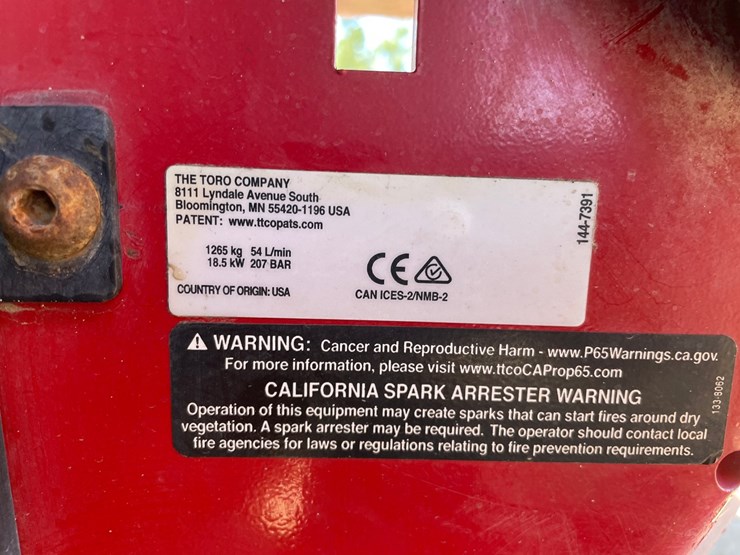 THE TORO COMPANY
8111 Lyndale Avenue South
Bloomington, MN 55420-1196 USA
PATENT: www.ttcopats.com
1265 kg 54 L/min
18.5 kW 207 BAR
COUNTRY OF ORIGIN: USA
CE
CAN ICES-2/NMB-2
144-7391
WARNING: Cancer and Reproductive Harm - www.P65Warnings.ca.gov.
For more information, please visit www.ttcoCAProp65.com
CALIFORNIA SPARK ARRESTER WARNING
Operation of this equipment may create sparks that can start fires around dry
vegetation. A spark arrester may be required. The operator should contact local
fire agencies for laws or regulations relating to fire prevention requirements.
133-8062